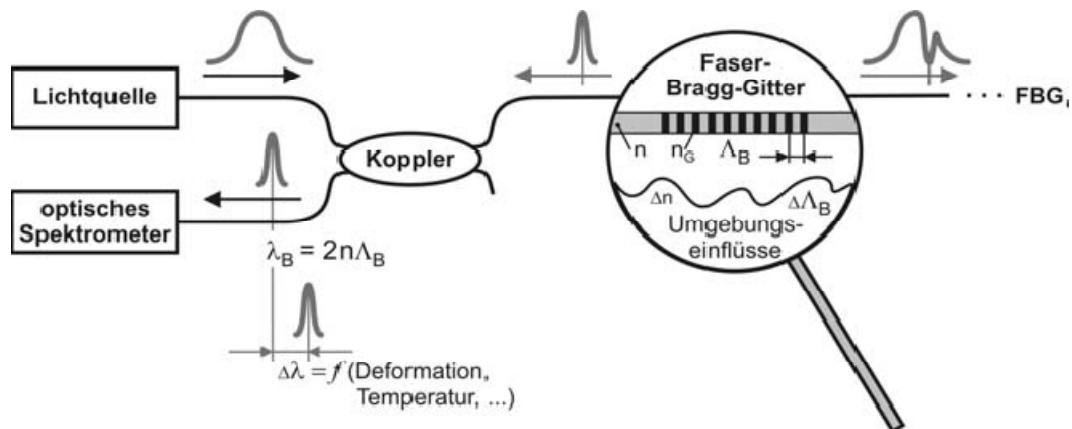 Lichtquelle
optisches
Spektrometer
Koppler
λB = 2nΛB
Δλ = f (Deformation,
Temperatur, ...)
Faser-
Bragg-Gitter
n
nG
ΛB
Δn
ΔΛB
Umgebungs-
einflüsse
··· FBG